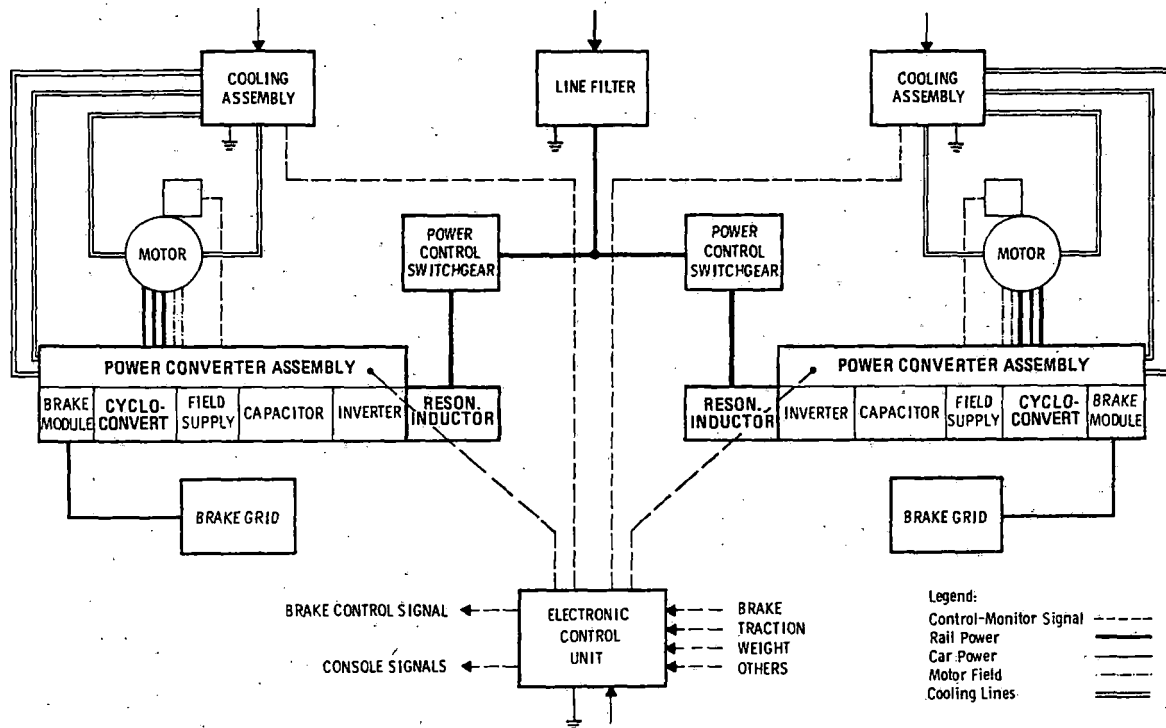 COOLING
ASSEMBLY
LINE FILTER
COOLING
ASSEMBLY
MOTOR
POWER
CONTROL
SWITCHGEAR
POWER
CONTROL
SWITCHGEAR
MOTOR
POWER CONVERTER ASSEMBLY
BRAKE
MODULE
CYCLO-
CONVERT
FIELD
SUPPLY
CAPACITOR
INVERTER
RESON.
INDUCTOR
POWER CONVERTER ASSEMBLY
RESON.
INDUCTOR
INVERTER
CAPACITOR
FIELD
SUPPLY
CYCLO-
CONVERT
BRAKE
MODULE
BRAKE GRID
BRAKE GRID
BRAKE CONTROL SIGNAL
CONSOLE SIGNALS
ELECTRONIC
CONTROL
UNIT
BRAKE
TRACTION
WEIGHT
OTHERS
Legend:
Control-Monitor Signal
Rail Power
Car Power
Motor Field
Cooling Lines